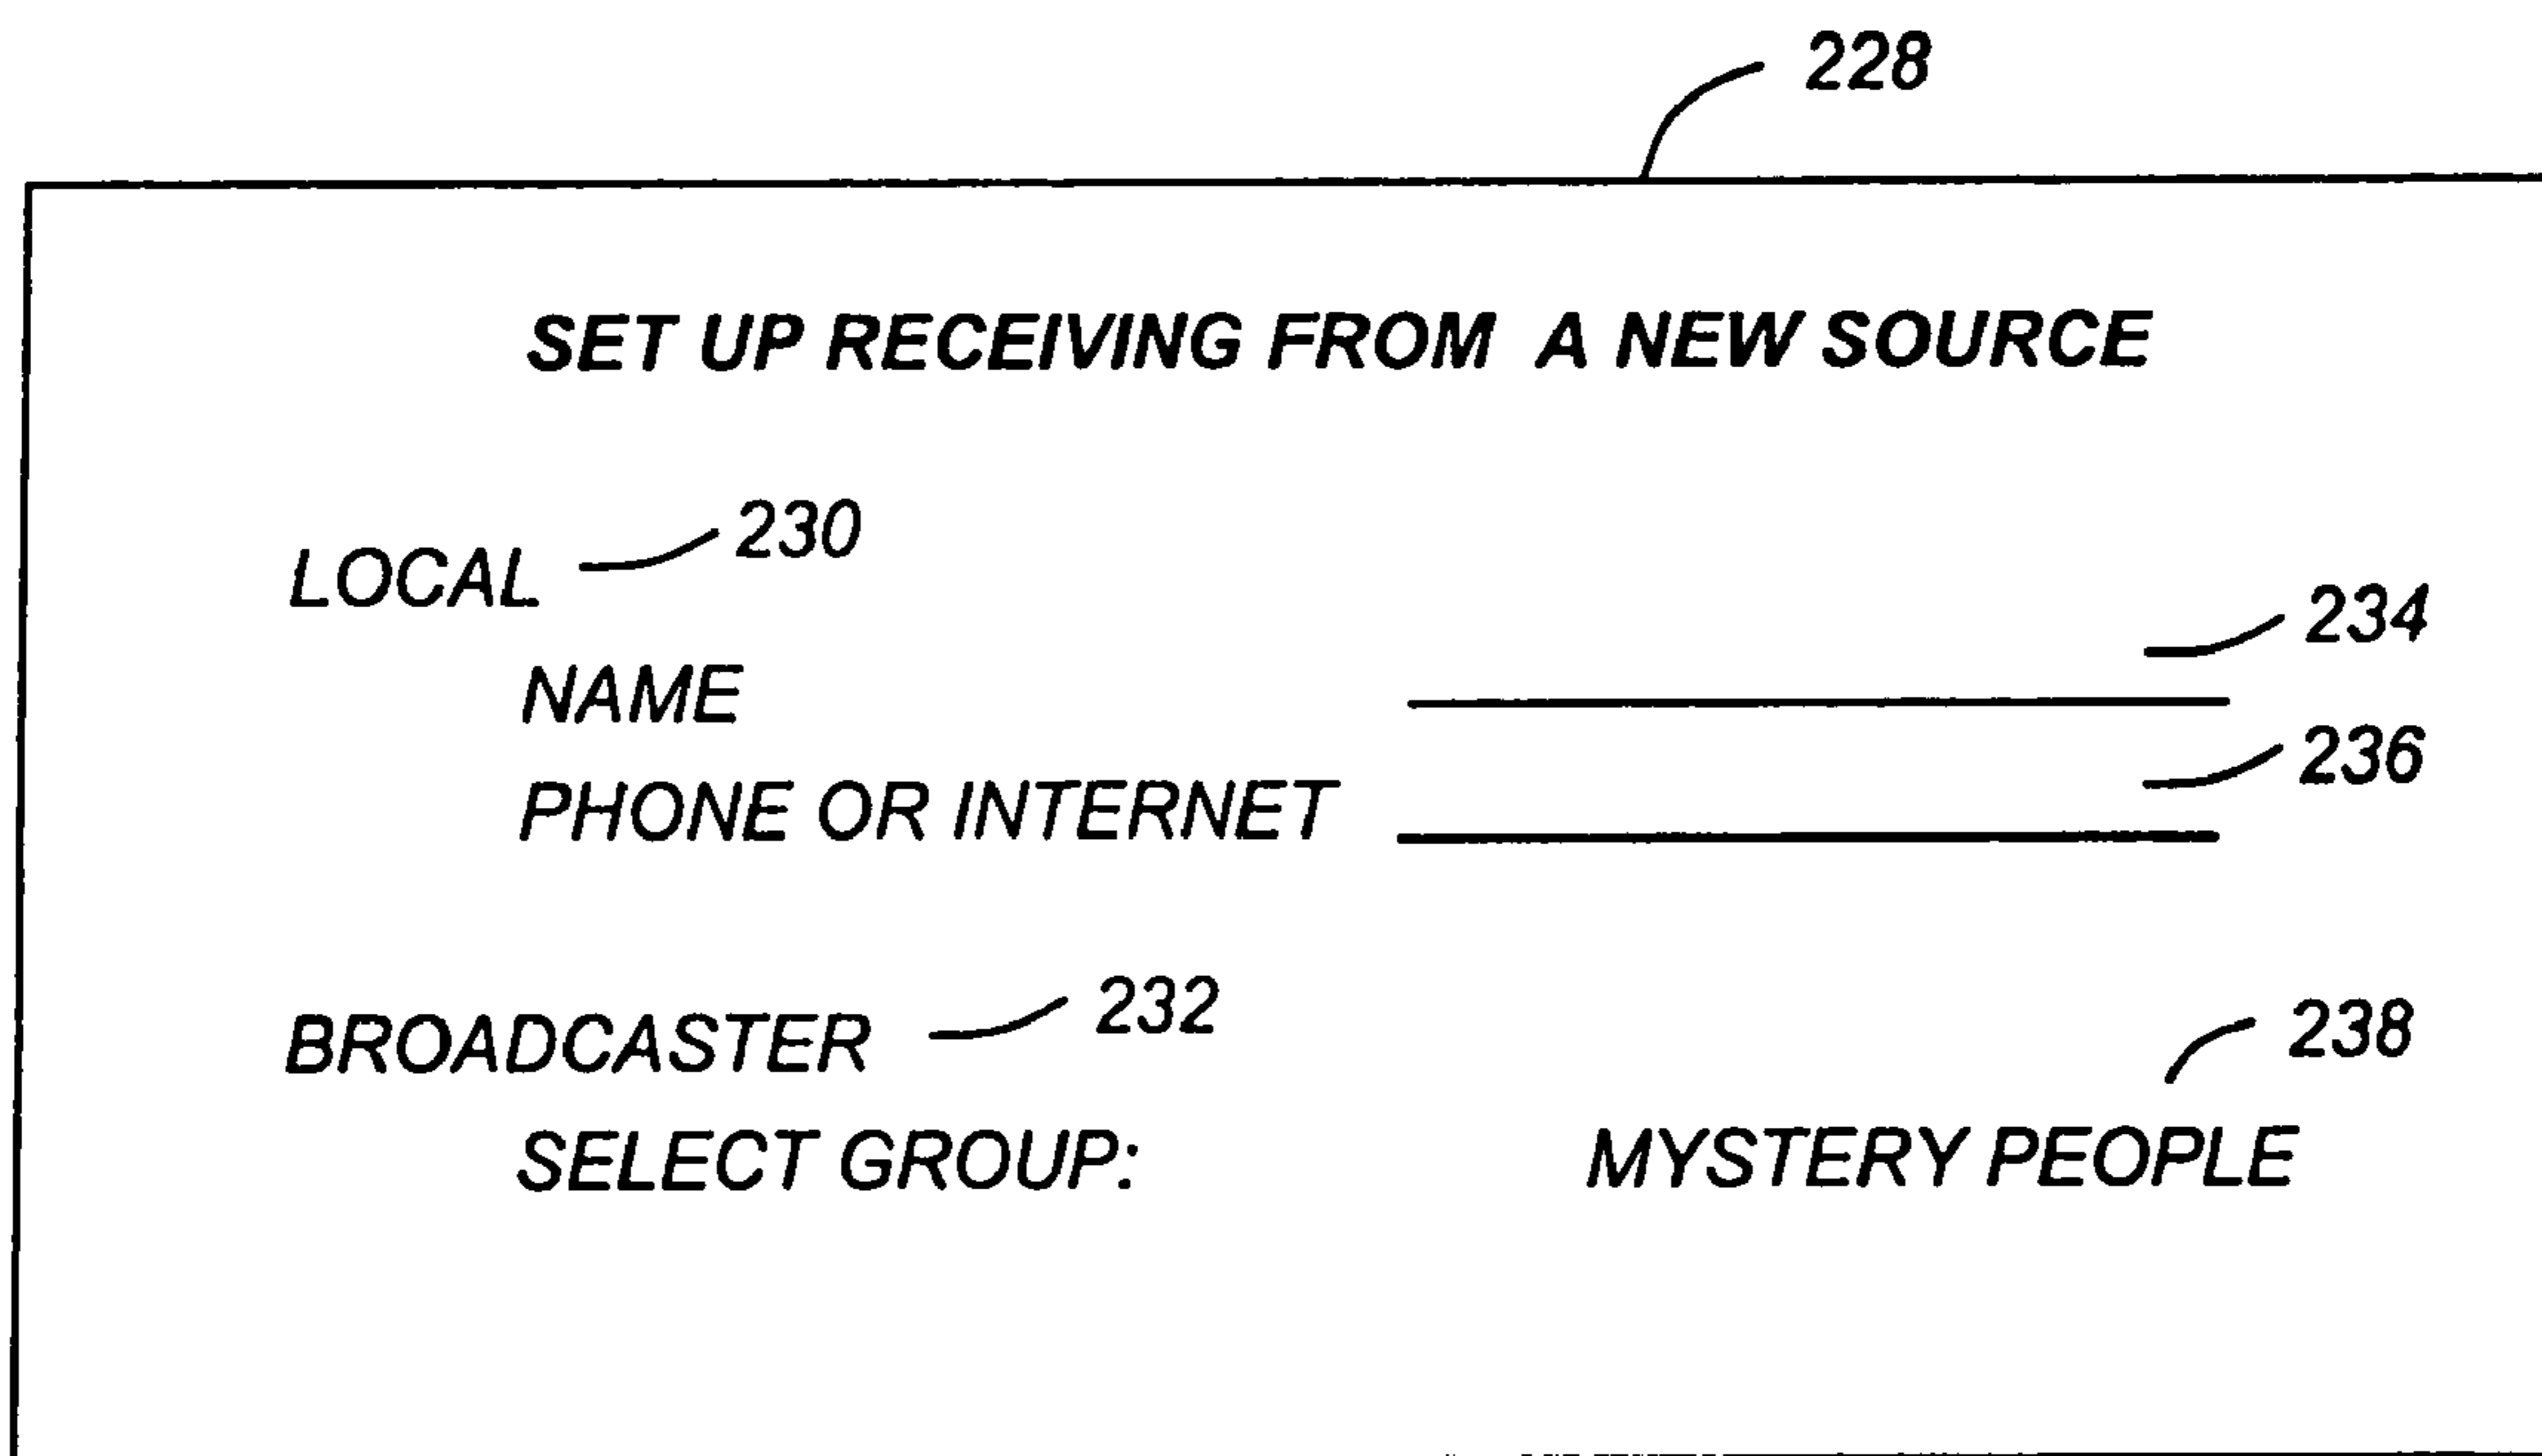 228
SET UP RECEIVING FROM A NEW SOURCE
LOCAL 230
234
NAME
236
PHONE OR INTERNET
BROADCASTER 232
238
SELECT GROUP: MYSTERY PEOPLE